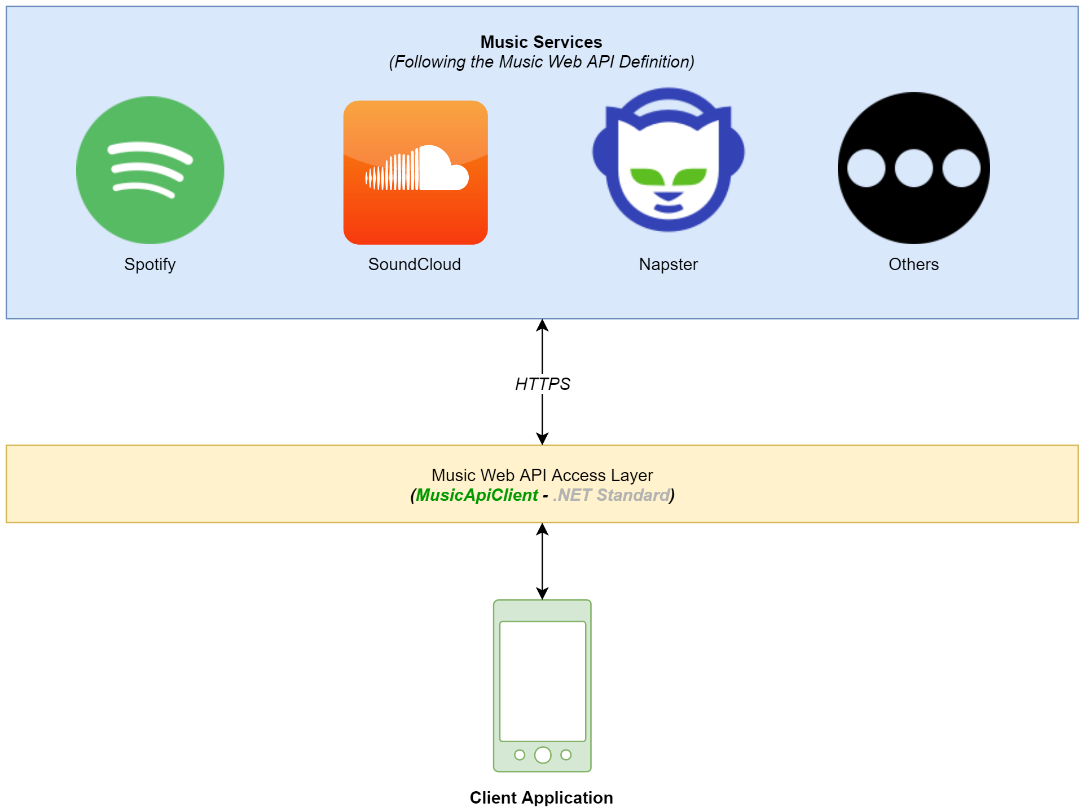 Music Services
(Following the Music Web API Definition)
Spotify
SoundCloud
Napster
Others
HTTPS
Music Web API Access Layer
(MusicApiClient - .NET Standard)
Client Application